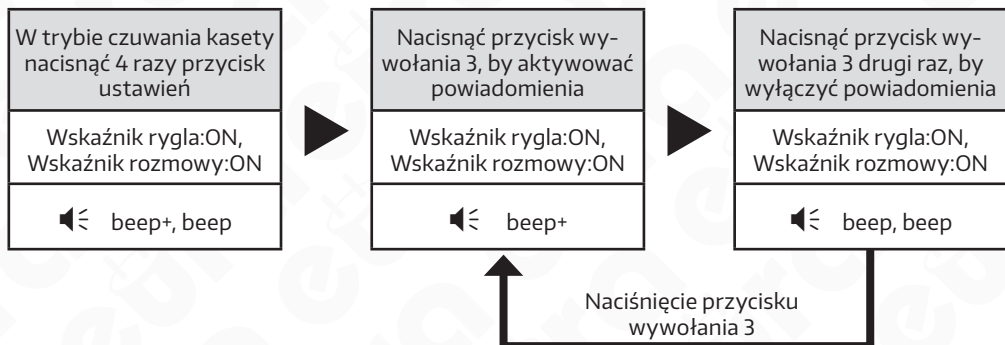 W trybie czuwania kasety
nacisnąć 4 razy przycisk
ustawień
Wskaźnik rygla:ON,
Wskaźnik rozmowy:ON
beep+, beep
Nacisnąć przycisk wy-
wołania 3, by aktywować
powiadomienia
Wskaźnik rygla:ON,
Wskaźnik rozmowy:ON
beep+
Nacisnąć przycisk wy-
wołania 3 drugi raz, by
wyłączyć powiadomienia
Wskaźnik rygla:ON,
Wskaźnik rozmowy:ON
beep, beep
Naciśnięcie przycisku
wywołania 3